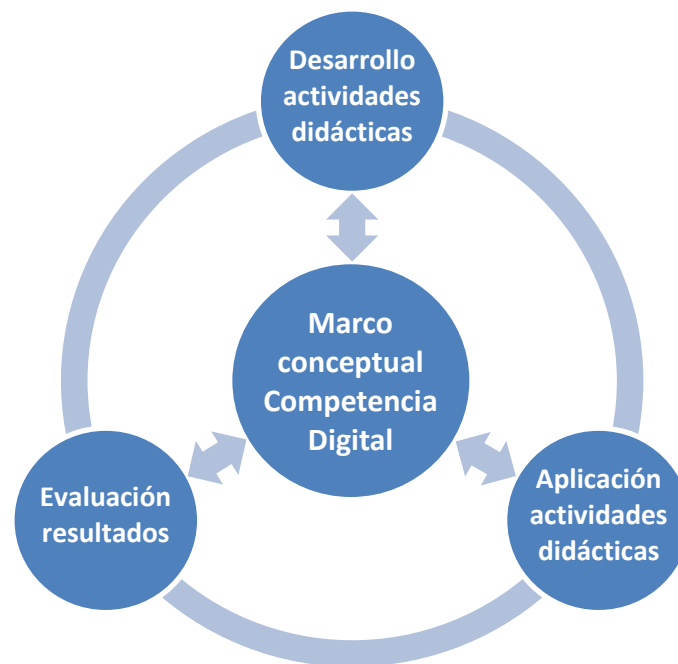 Desarrollo
actividades
didácticas
Marco
conceptual
Competencia
Digital
Evaluación
resultados
Aplicación
actividades
didácticas